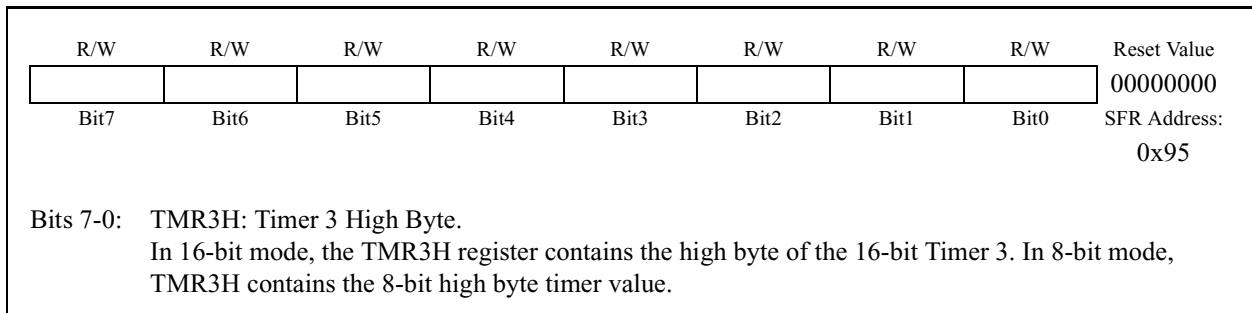 R/W R/W R/W R/W R/W R/W R/W R/W Reset Value
00000000
Bit7 Bit6 Bit5 Bit4 Bit3 Bit2 Bit1 Bit0 SFR Address:
0x95
Bits 7-0: TMR3H: Timer 3 High Byte.
In 16-bit mode, the TMR3H register contains the high byte of the 16-bit Timer 3. In 8-bit mode,
TMR3H contains the 8-bit high byte timer value.